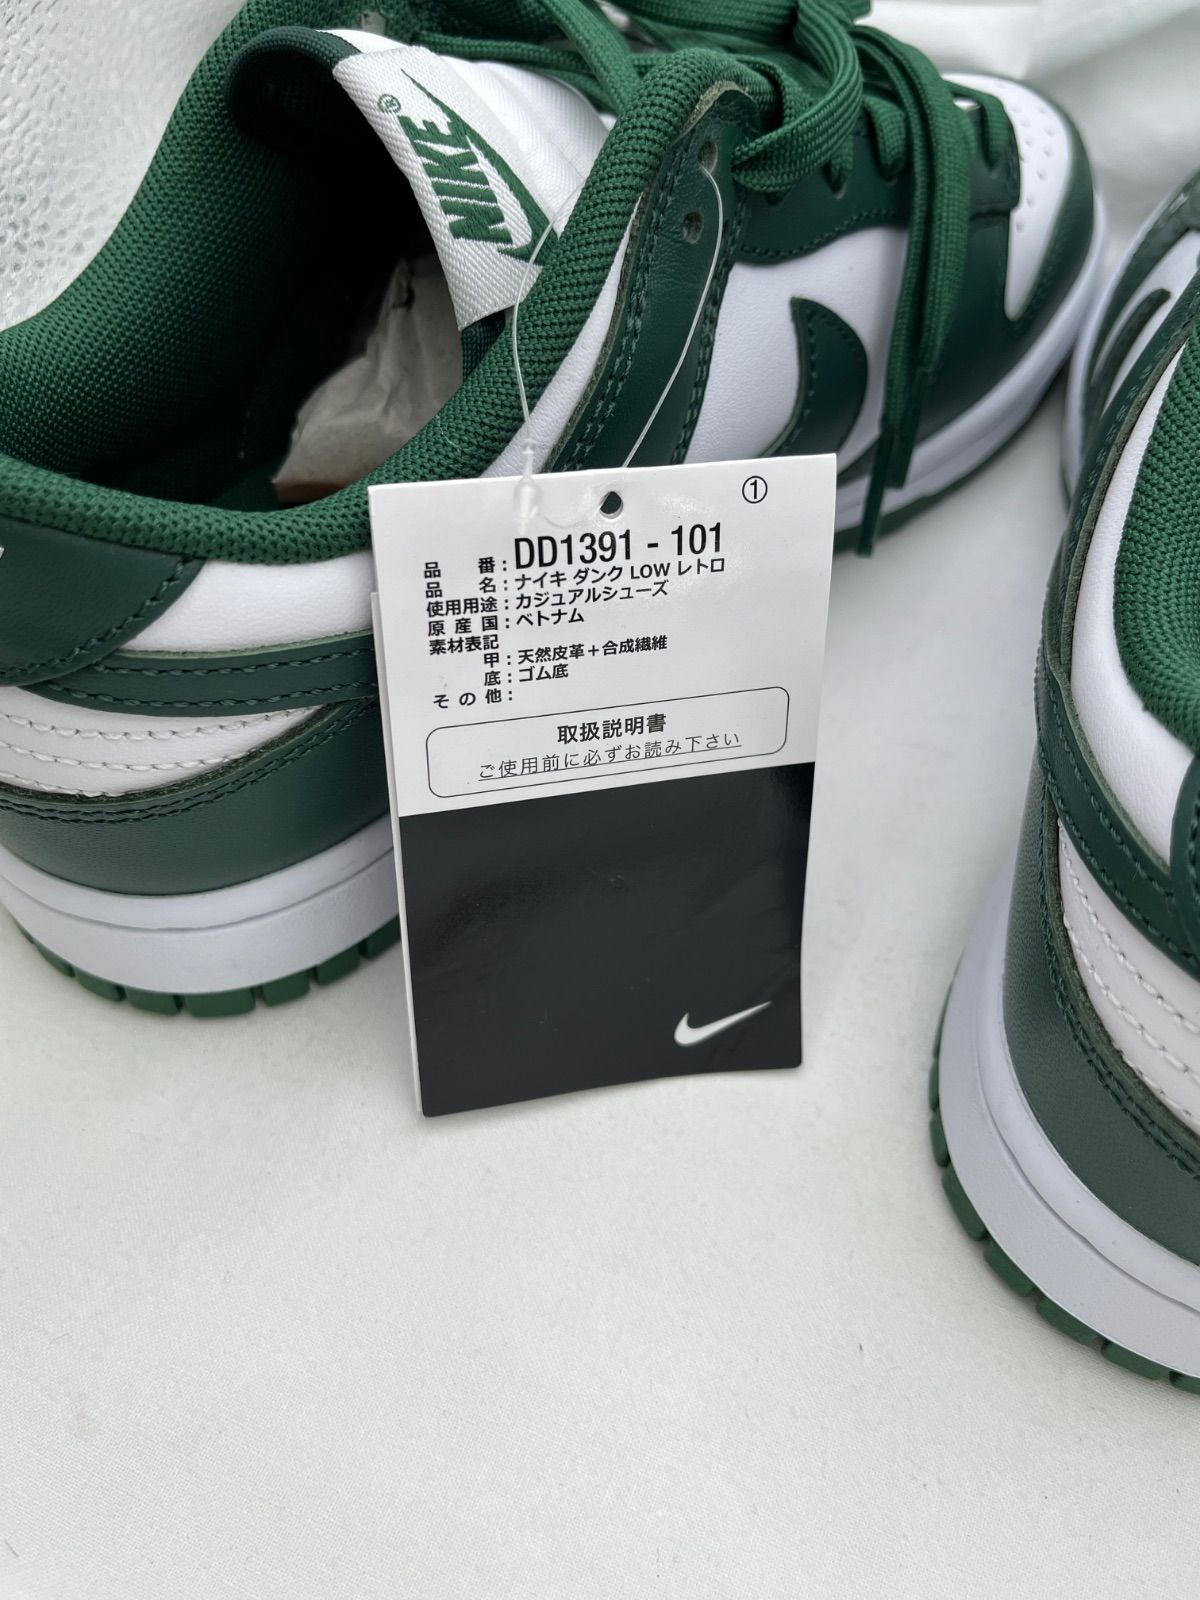 NIKE®
①
品番：DD1391 - 101
品名：ナイキ ダンク LOW レトロ
使用用途：カジュアルシューズ
原産国：ベトナム
素材表記
甲：天然皮革＋合成繊維
底：ゴム底
その他：
取扱説明書
ご使用前に必ずお読み下さい